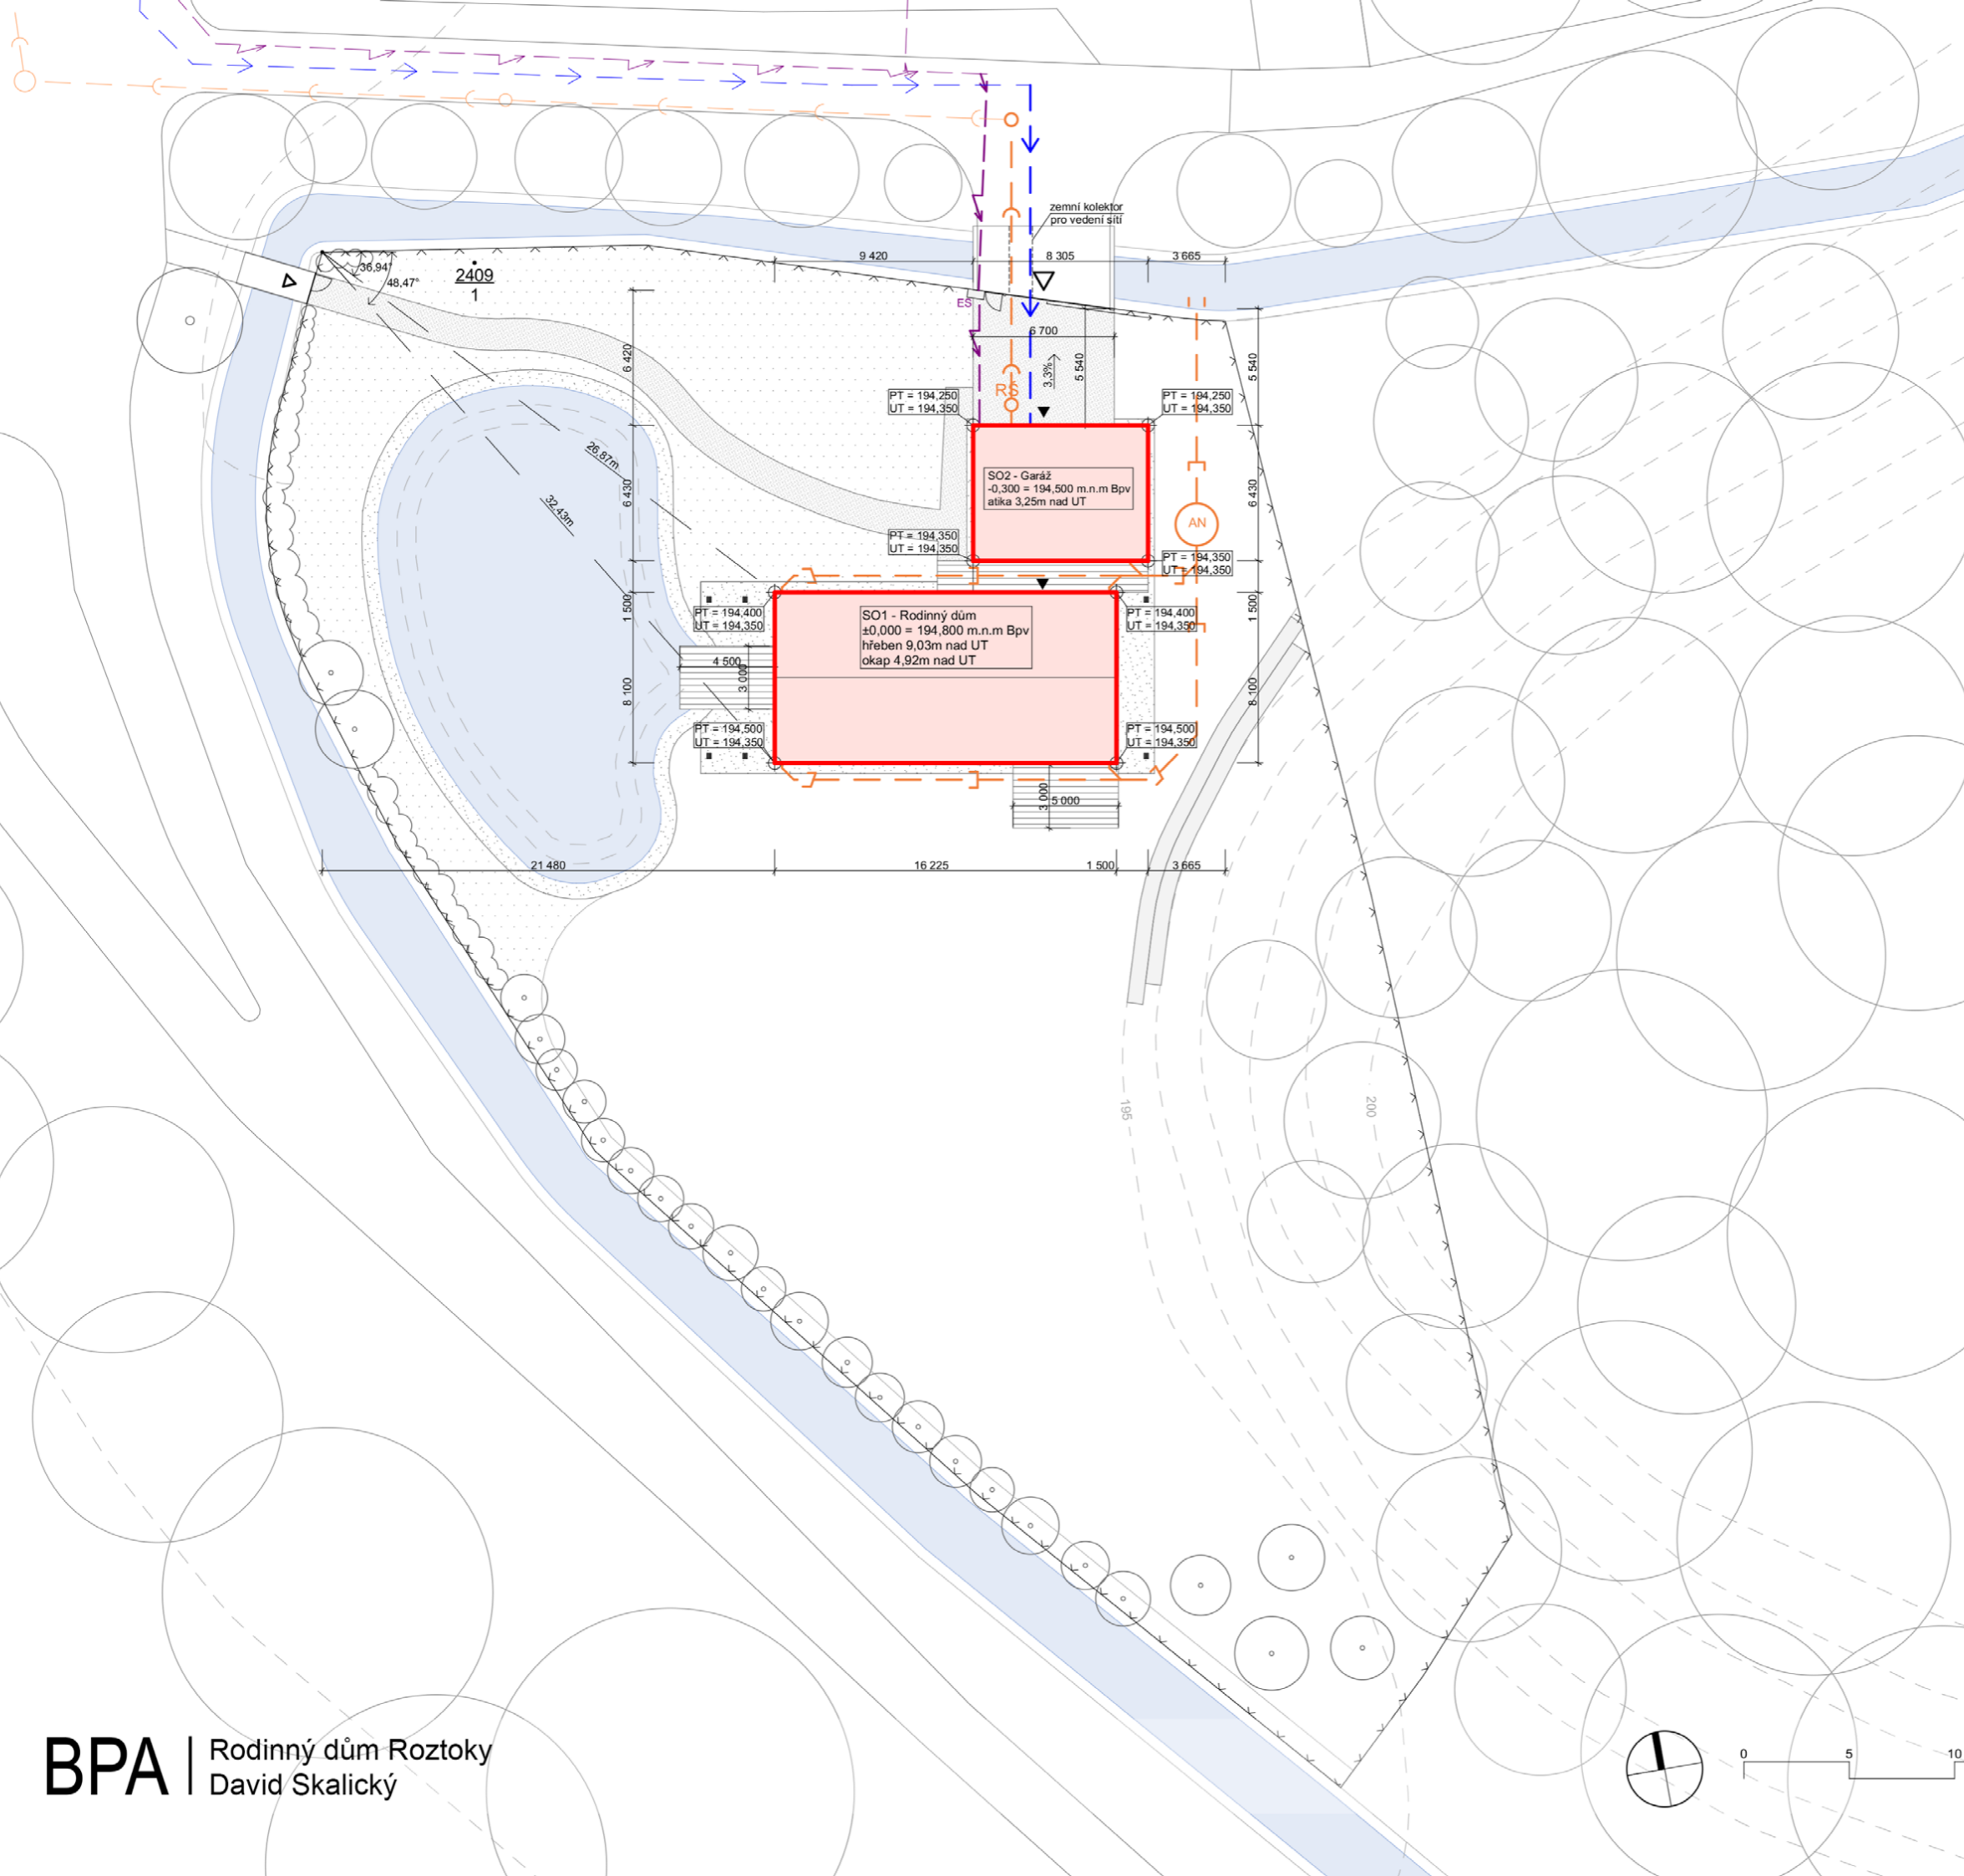 zemní kolektor
pro vedení sítí
9 420
8 305
3 665
36,94°
48,47°
2409
1
EŠ
6 700
6 420
5 540
3,3%
5 540
RŠ
PT = 194,250
UT = 194,350
PT = 194,250
UT = 194,350
26,87m
32,43m
6 430
SO2 - Garáž
-0,300 = 194,500 m.n.m Bpv
atika 3,25m nad UT
6 430
AN
PT = 194,350
UT = 194,350
PT = 194,350
UT = 194,350
1 500
PT = 194,400
UT = 194,350
SO1 - Rodinný dům
±0,000 = 194,800 m.n.m Bpv
hřeben 9,03m nad UT
okap 4,92m nad UT
PT = 194,400
UT = 194,350
1 500
4 500
3 000
8 100
8 100
PT = 194,500
UT = 194,350
PT = 194,500
UT = 194,350
3 000
5 000
21 480
16 225
1 500
3 665
195
200
BPA
Rodinný dům Roztoky
David Skalický
0
5
10